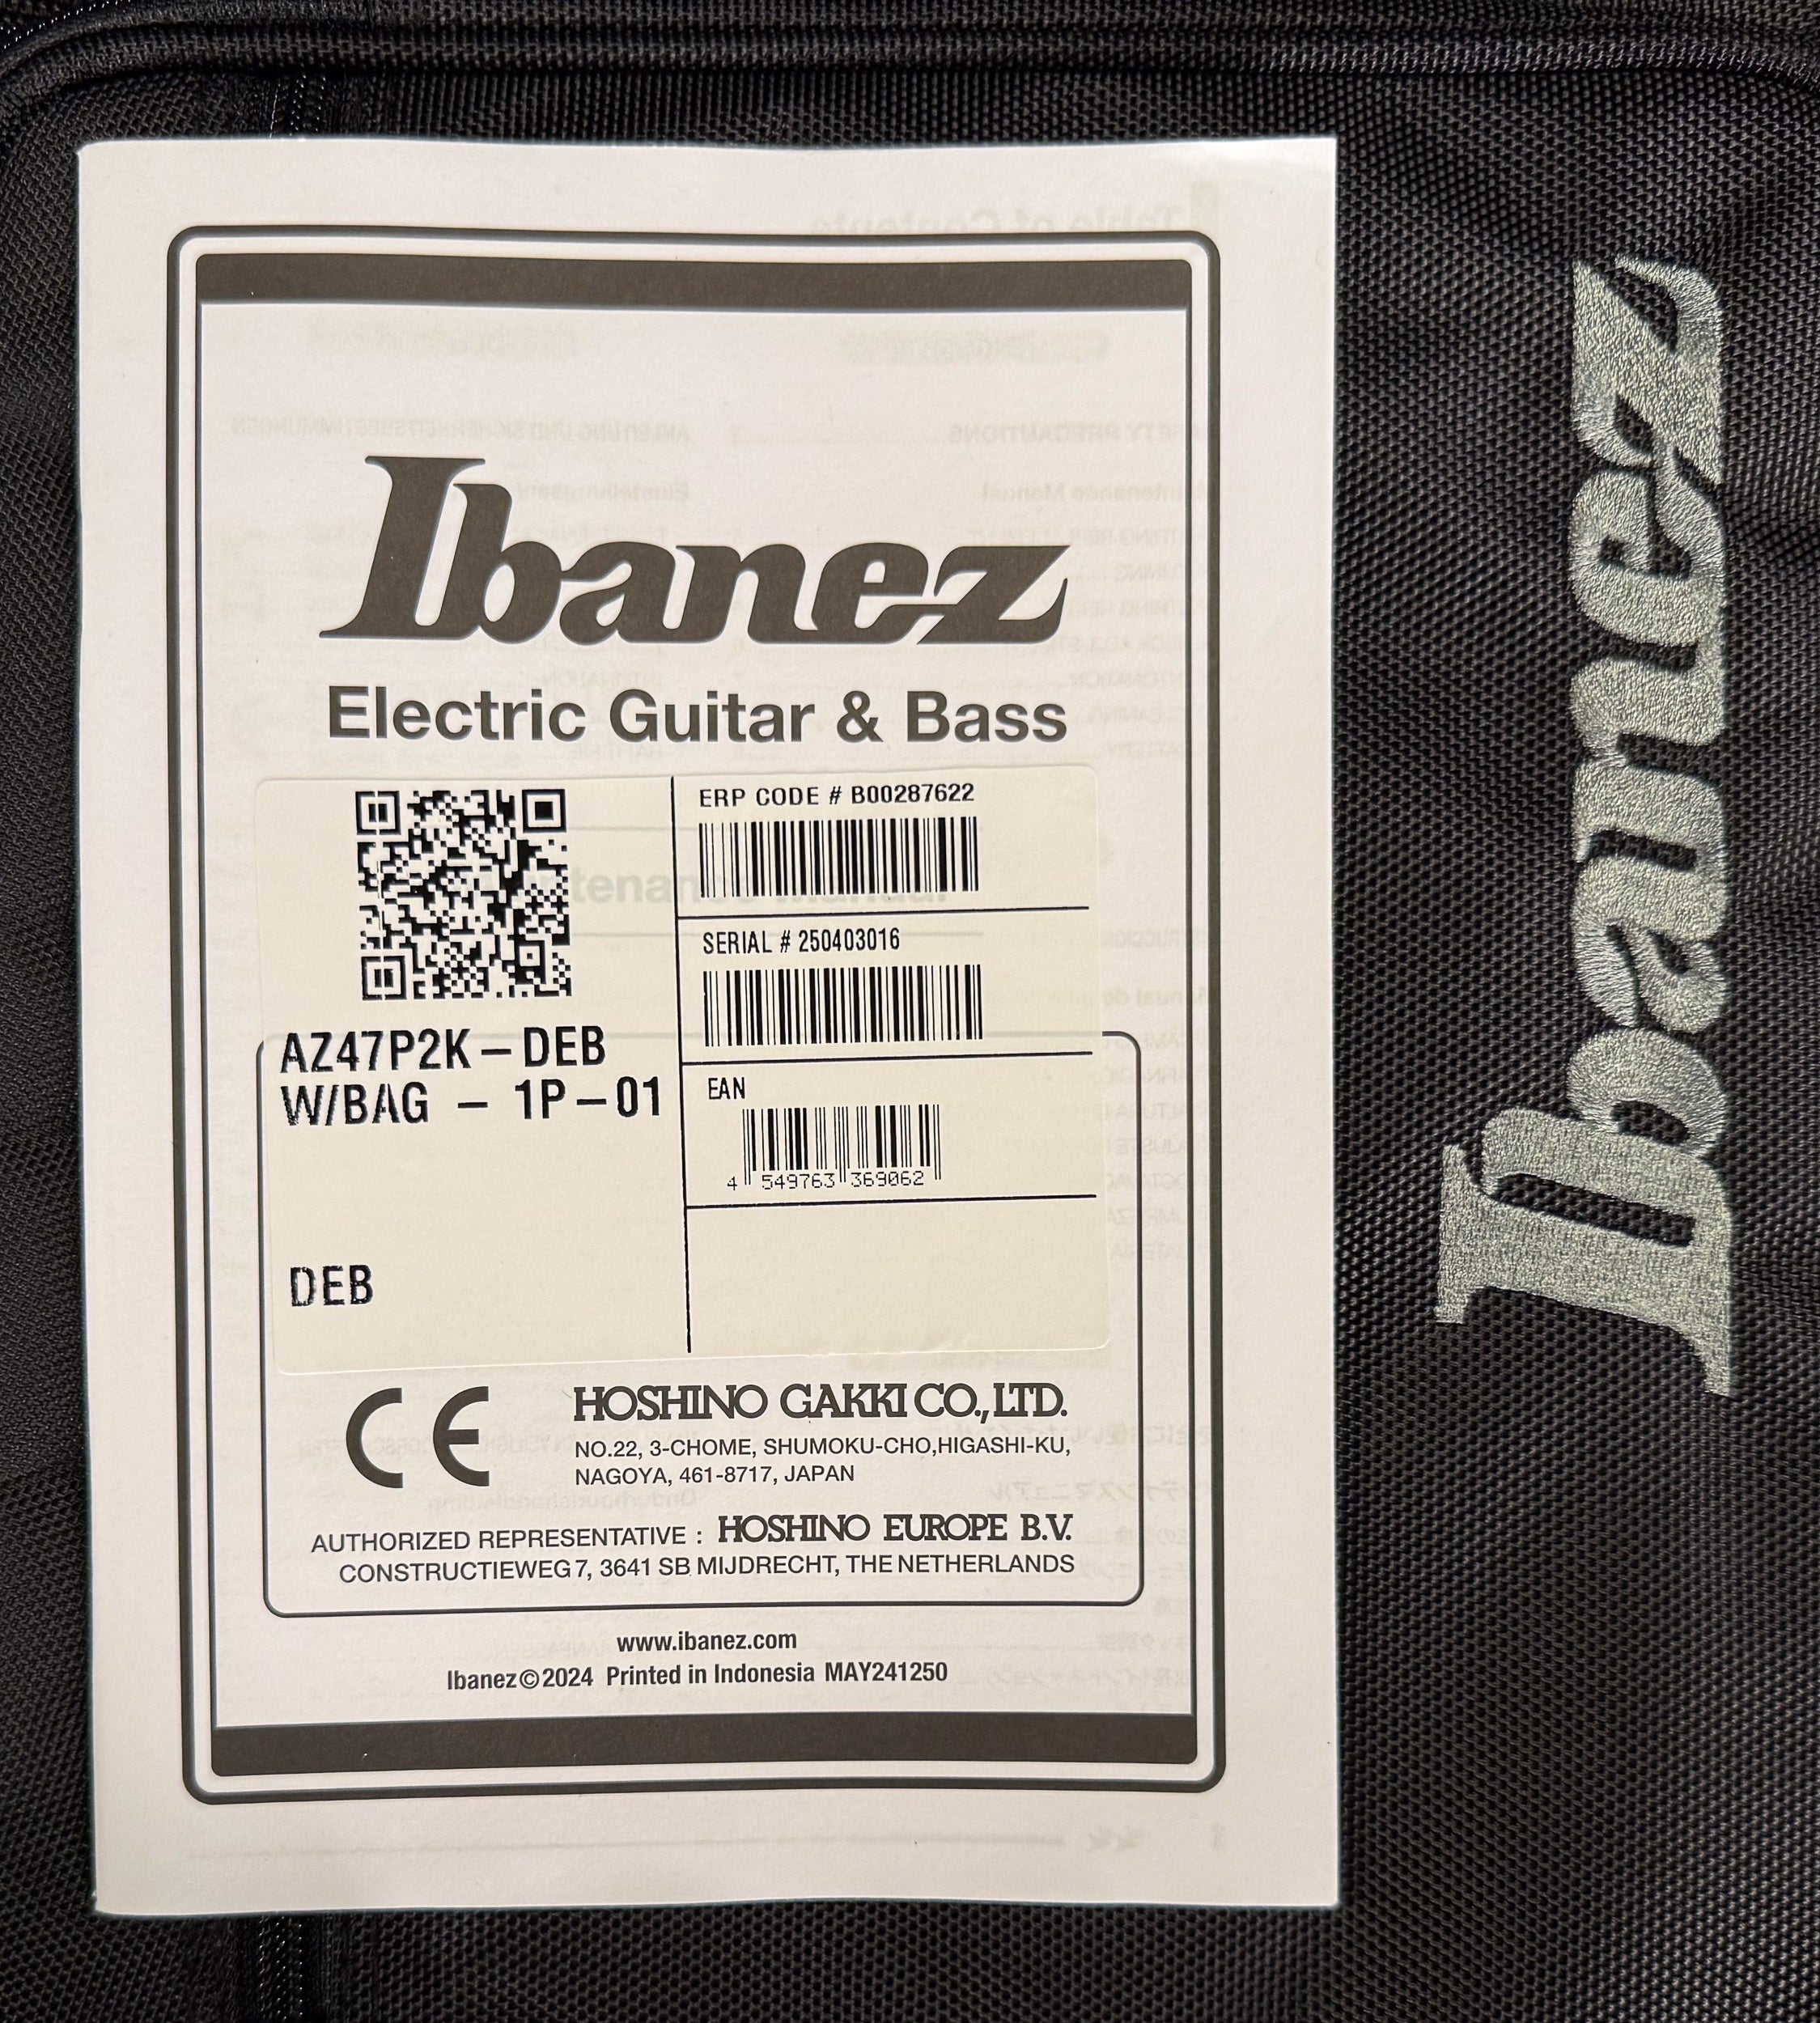 Ibanez
Electric Guitar & Bass
ERP CODE # B00287622
SERIAL # 250403016
AZ47P2K-DEB
W/BAG - 1P-01
EAN
4 549763 369062
DEB
CE
HOSHINO GAKKI CO., LTD.
NO.22, 3-CHOME, SHUMOKU-CHO,HIGASHI-KU,
NAGOYA, 461-8717, JAPAN
AUTHORIZED REPRESENTATIVE : HOSHINO EUROPE B.V.
CONSTRUCTIEWEG 7, 3641 SB MIJDRECHT, THE NETHERLANDS
www.ibanez.com
Ibanez©2024 Printed in Indonesia MAY241250
Ibanez